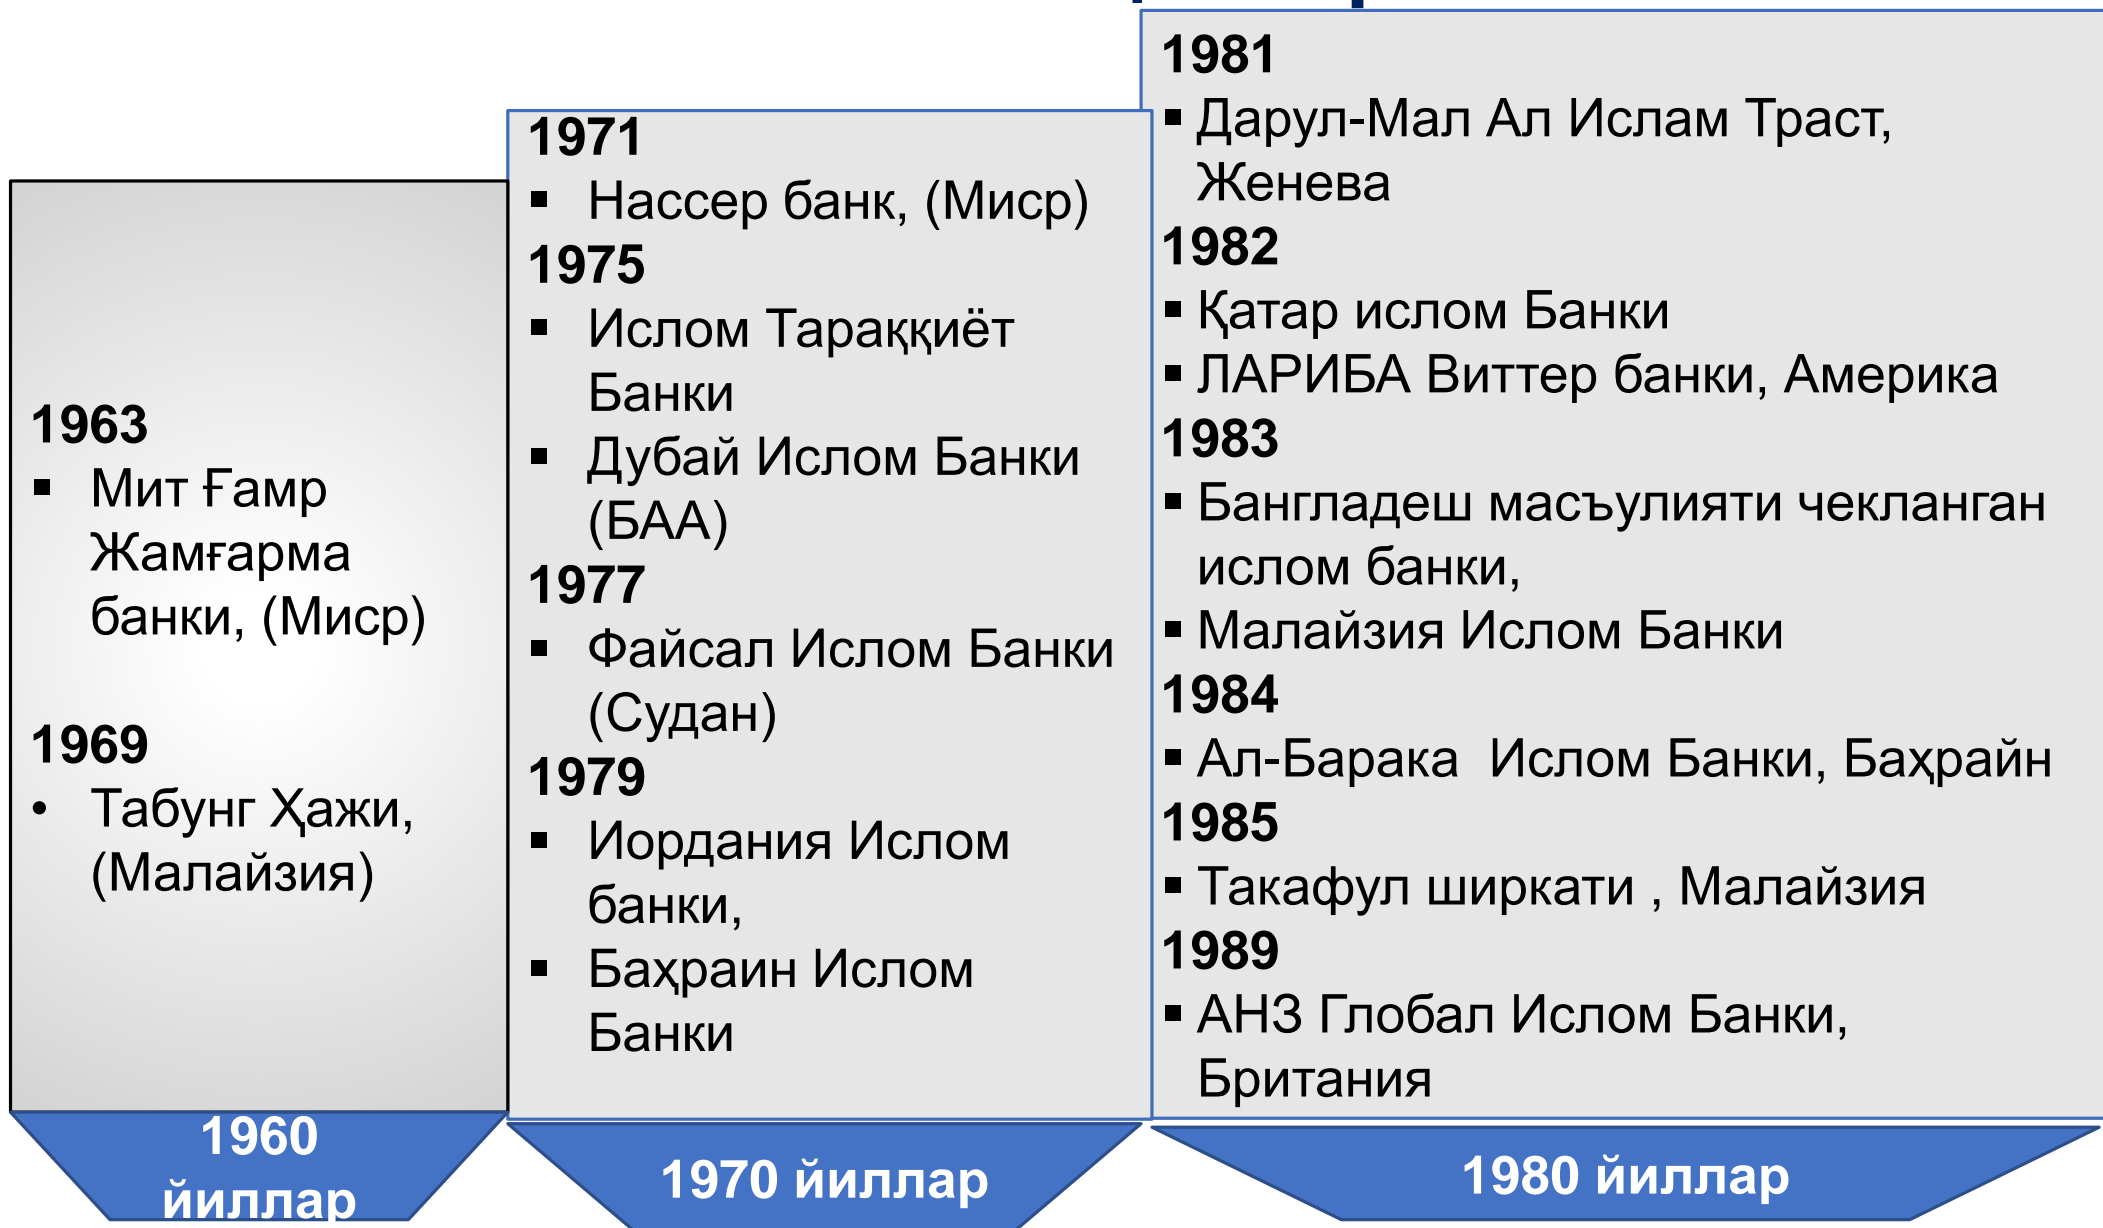 1963
▪ Мит Ғамр
Жамғарма
банки, (Миср)
1969
• Табунг Ҳажи,
(Малайзия)
1960
йиллар
1971
▪ Нассер банк, (Миср)
1975
▪ Ислом Тараққиёт
Банки
▪ Дубай Ислом Банки
(БАА)
1977
▪ Файсал Ислом Банки
(Судан)
1979
▪ Иордания Ислом
банки,
▪ Баҳраин Ислом
Банки
1970 йиллар
1981
▪ Дарул-Мал Ал Ислам Траст,
Женева
1982
▪ Қатар ислом Банки
▪ ЛАРИБА Виттер банки, Америка
1983
▪ Бангладеш масъулияти чекланган
ислом банки,
▪ Малайзия Ислом Банки
1984
▪ Ал-Барака  Ислом Банки, Баҳрайн
1985
▪ Такафул ширкати , Малайзия
1989
▪ АНЗ Глобал Ислом Банки,
Британия
1980 йиллар